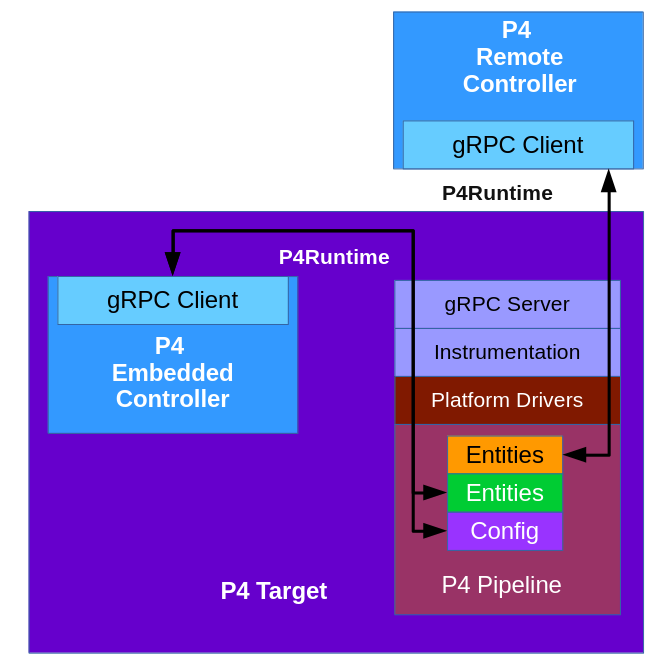 P4
Remote
Controller
gRPC Client
P4Runtime
P4Runtime
gRPC Client
P4
Embedded
Controller
gRPC Server
Instrumentation
Platform Drivers
Entities
Entities
Config
P4 Pipeline
P4 Target